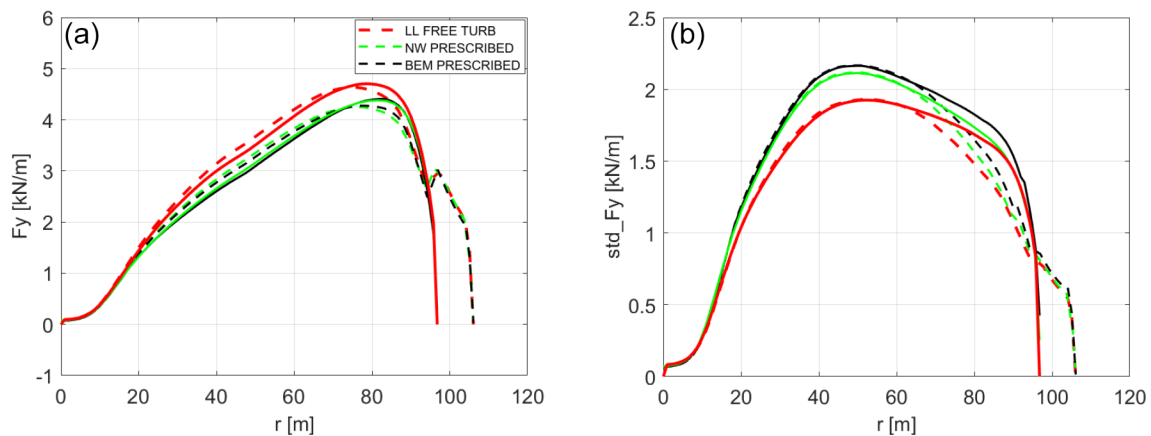 (a)
6
5
4
3
2
1
0
-1
Fy [kN/m]
0 20 40 60 80 100 120
r [m]
LL FREE TURB
NW PRESCRIBED
BEM PRESCRIBED
(b)
2.5
2
1.5
1
0.5
0
std_Fy [kN/m]
0 20 40 60 80 100 120
r [m]